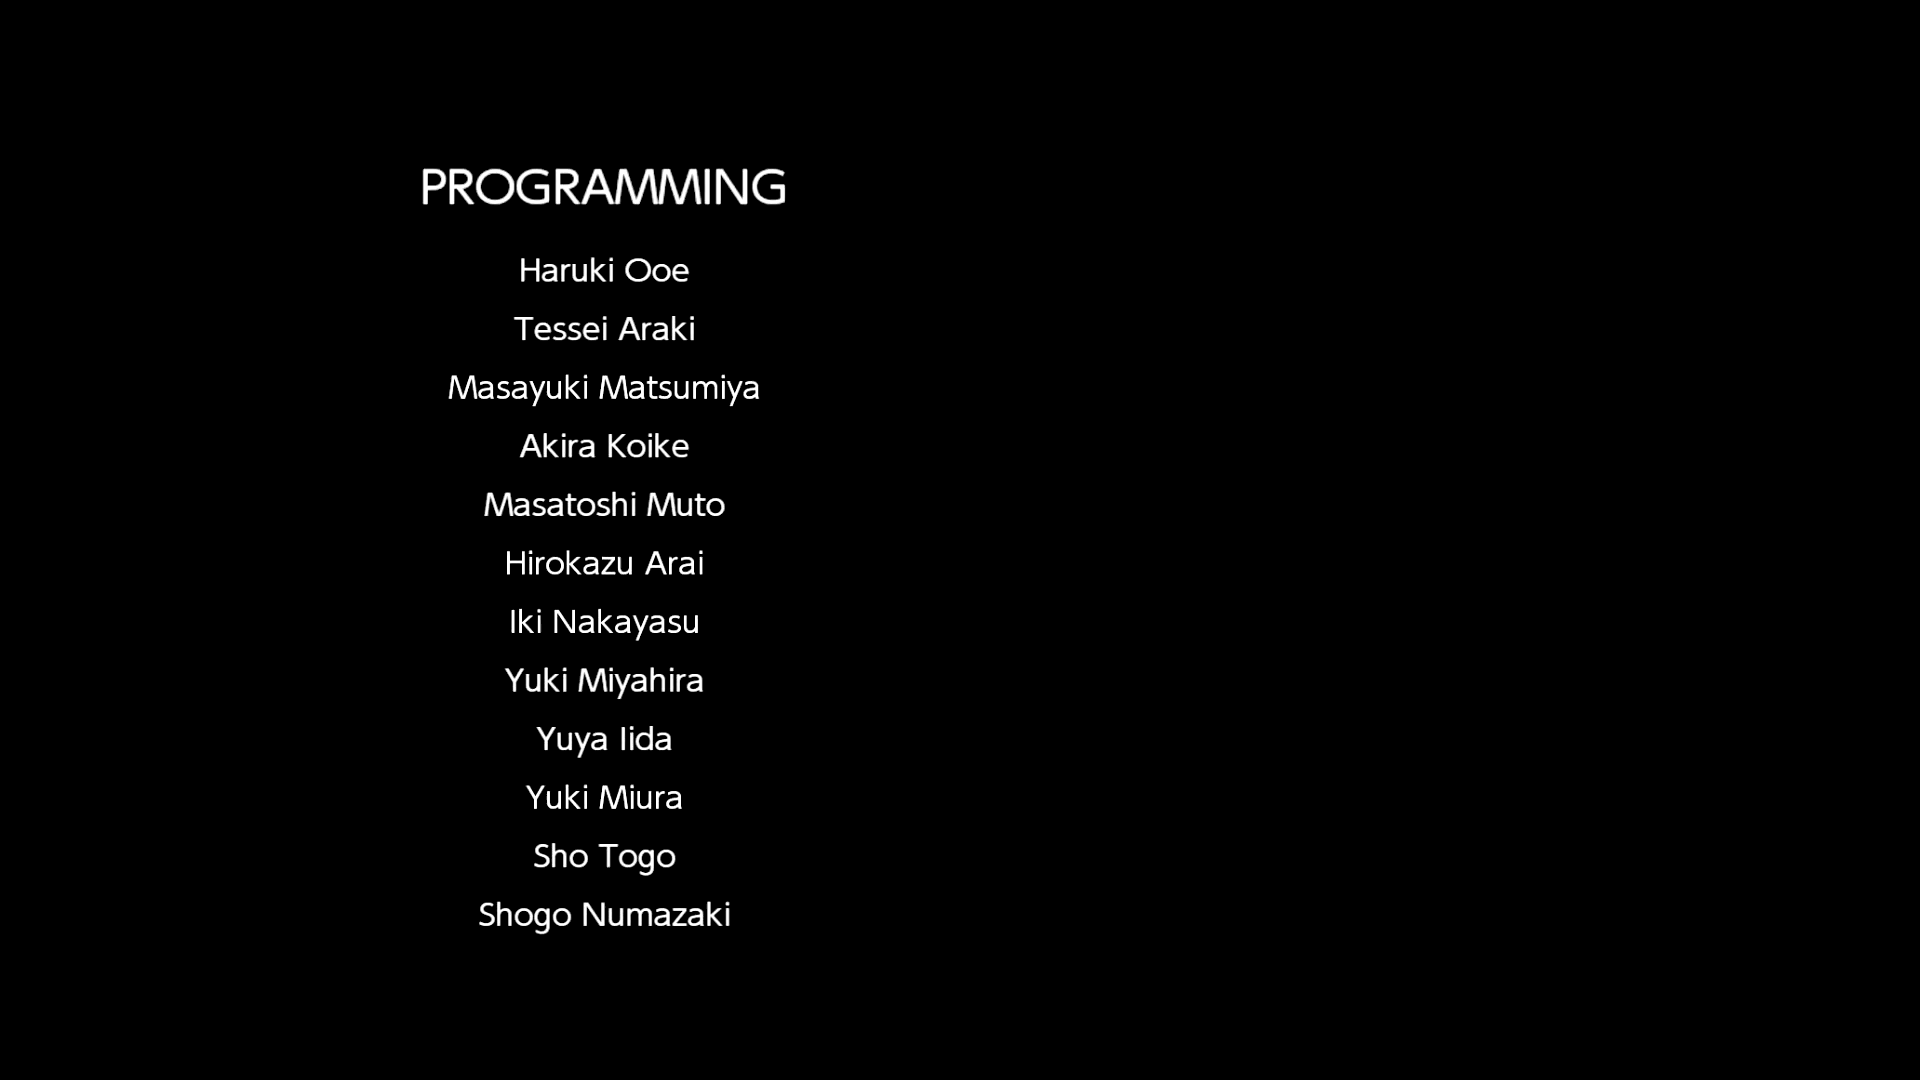 PROGRAMMING
Haruki Ooe
Tessei Araki
Masayuki Matsumiya
Akira Koike
Masatoshi Muto
Hirokazu Arai
Iki Nakayasu
Yuki Miyahira
Yuya Iida
Yuki Miura
Sho Togo
Shogo Numazaki